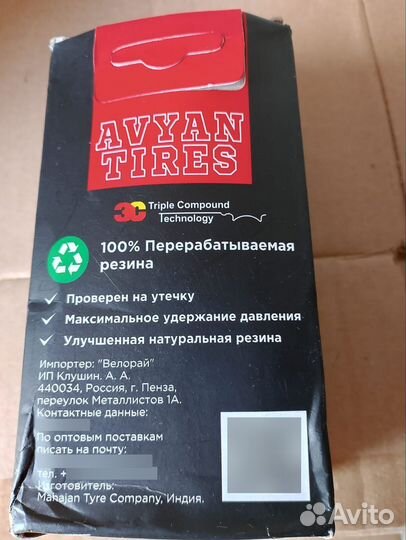 AVYAN
TIRES
3C Triple Compound
Technology
100% Перерабатываемая
резина
Проверен на утечку
Максимальное удержание давления
Улучшенная натуральная резина
Импортер: "Велорай"
ИП Клушин. А. А.
440034, Россия, г. Пенза,
переулок Металлистов 1А.
Контактные данные:
По оптовым поставкам
писать на почту:
тел. +
Изготовитель:
Mahajan Tyre Company, Индия.
Avito